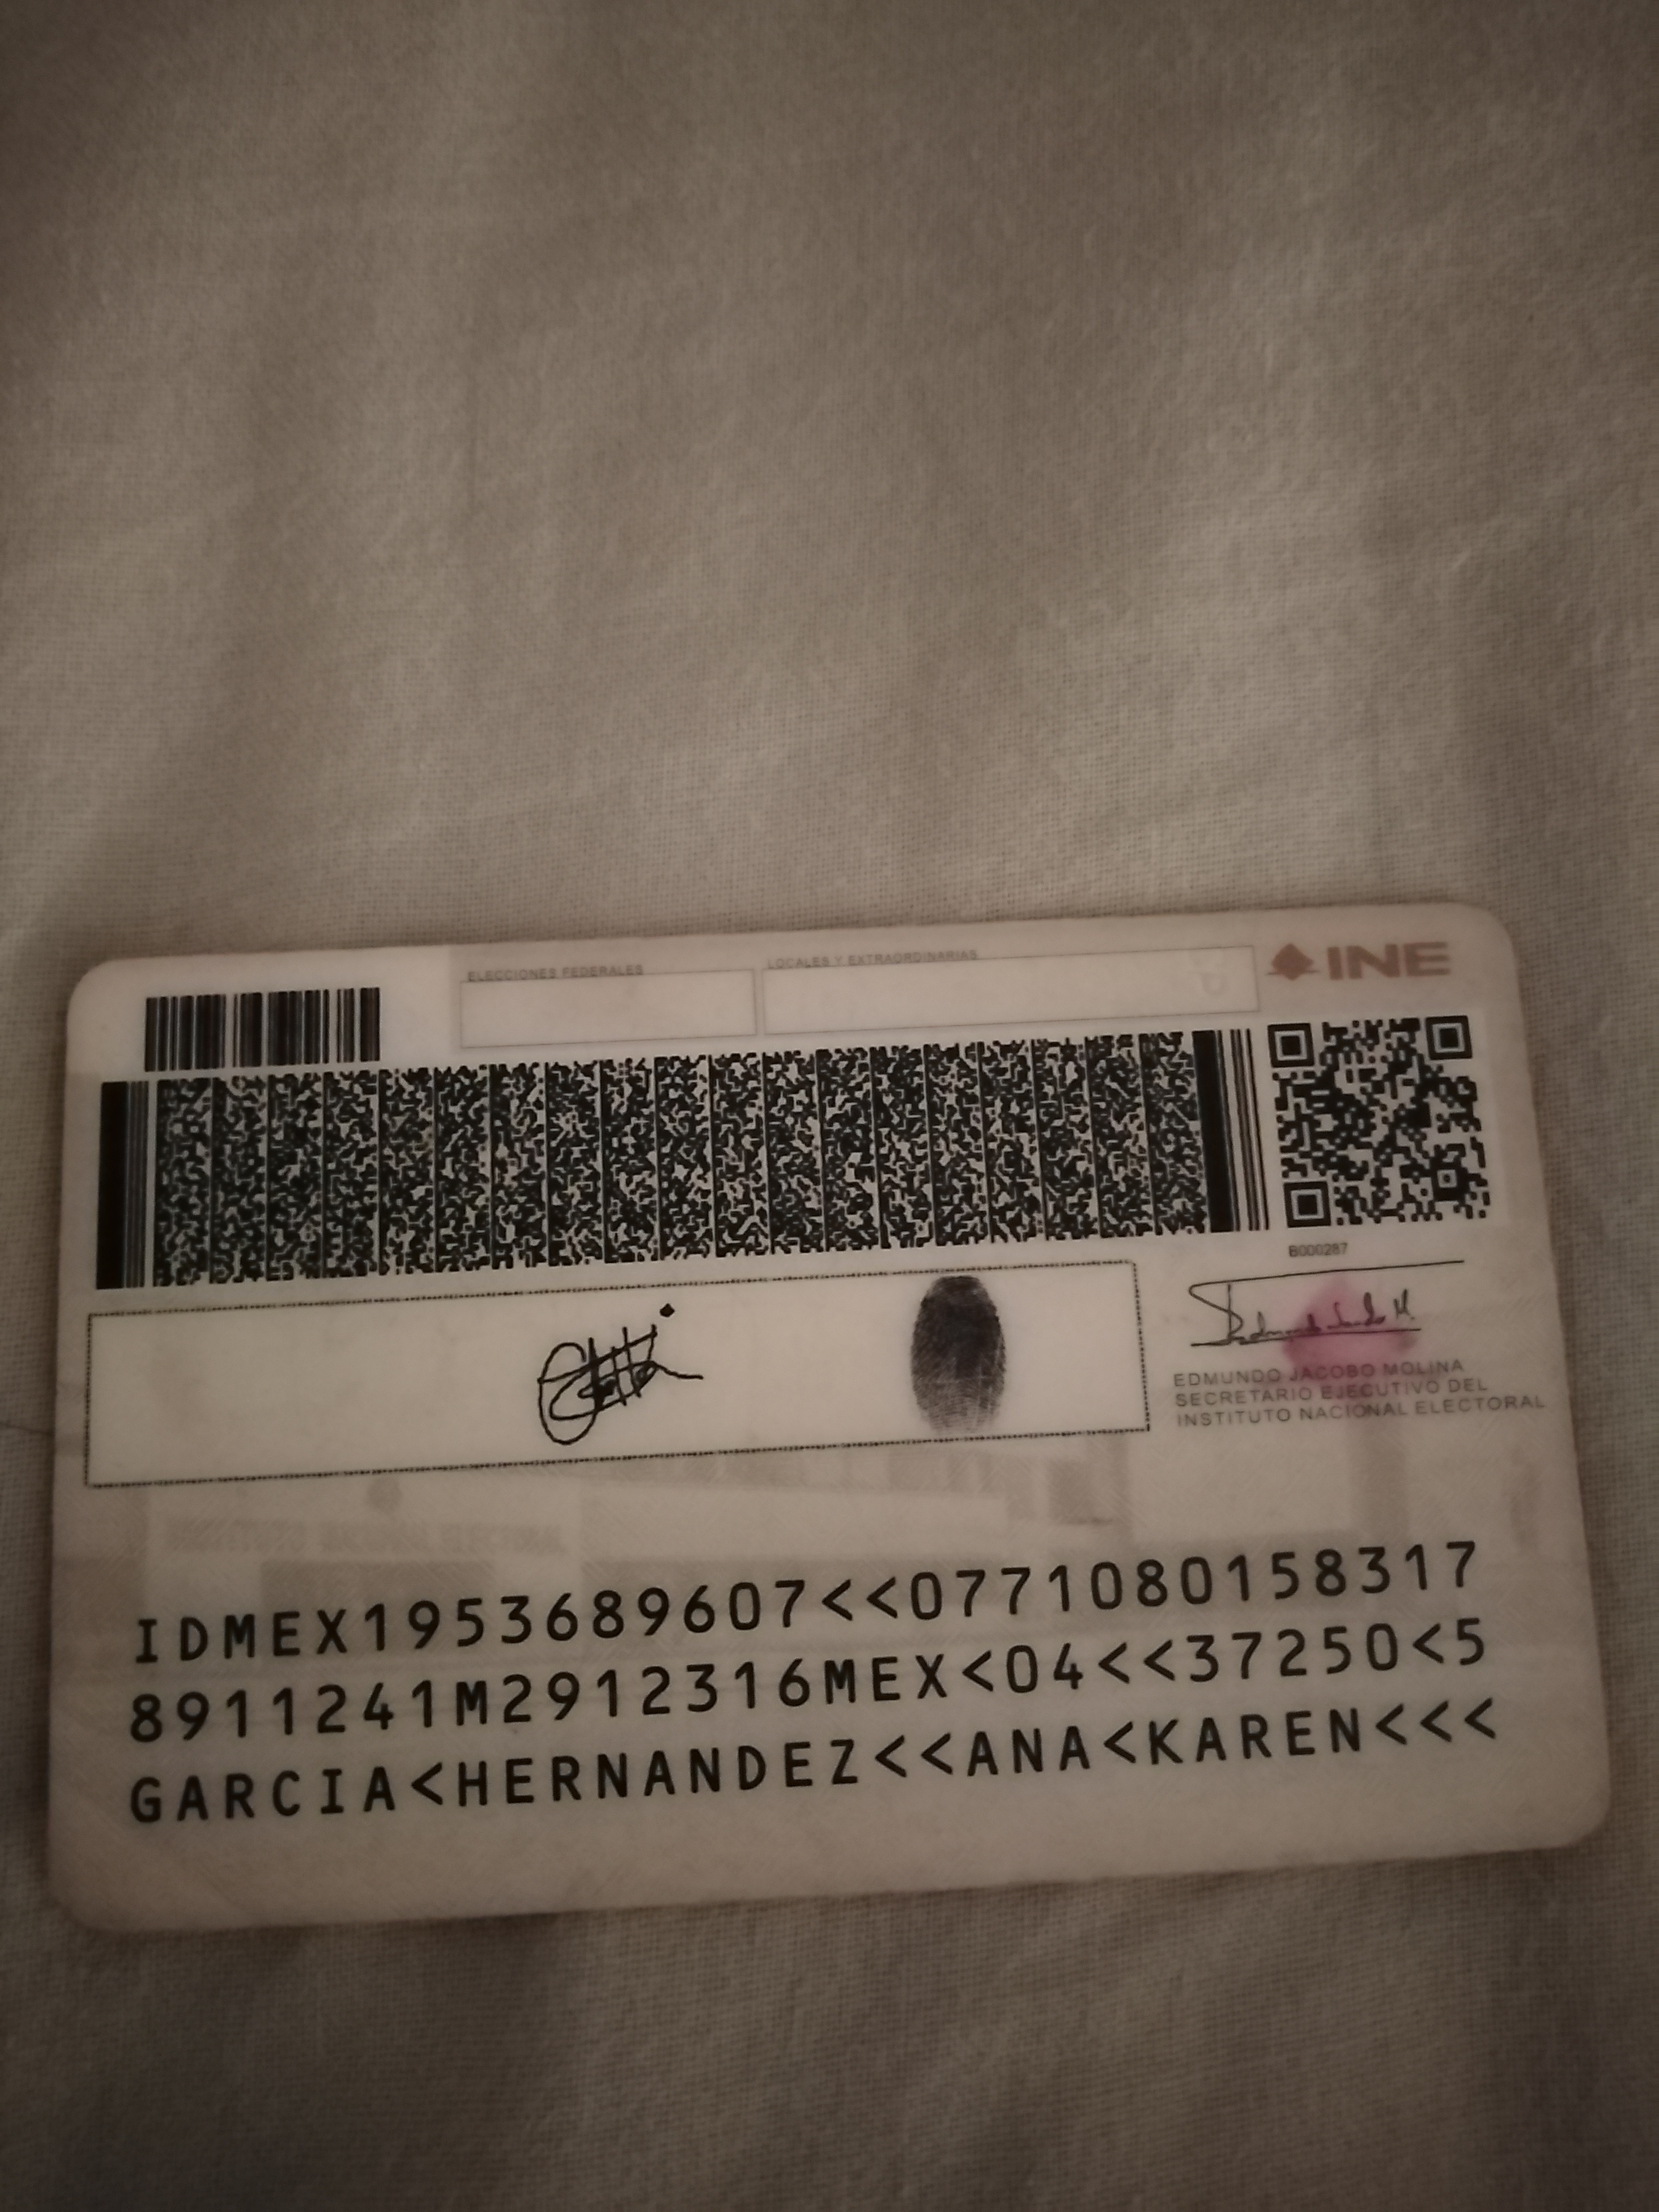 ELECCIONES FEDERALES
LOCALES Y EXTRAORDINARIAS
INE
B000287
EDMUNDO JACOBO MOLINA
SECRETARIO EJECUTIVO DEL
INSTITUTO NACIONAL ELECTORAL
IDMEX1953689607<<0771080158317
8911241M2912316MEX<04<<37250<5
GARCIA<HERNANDEZ<<ANA<KAREN<<<